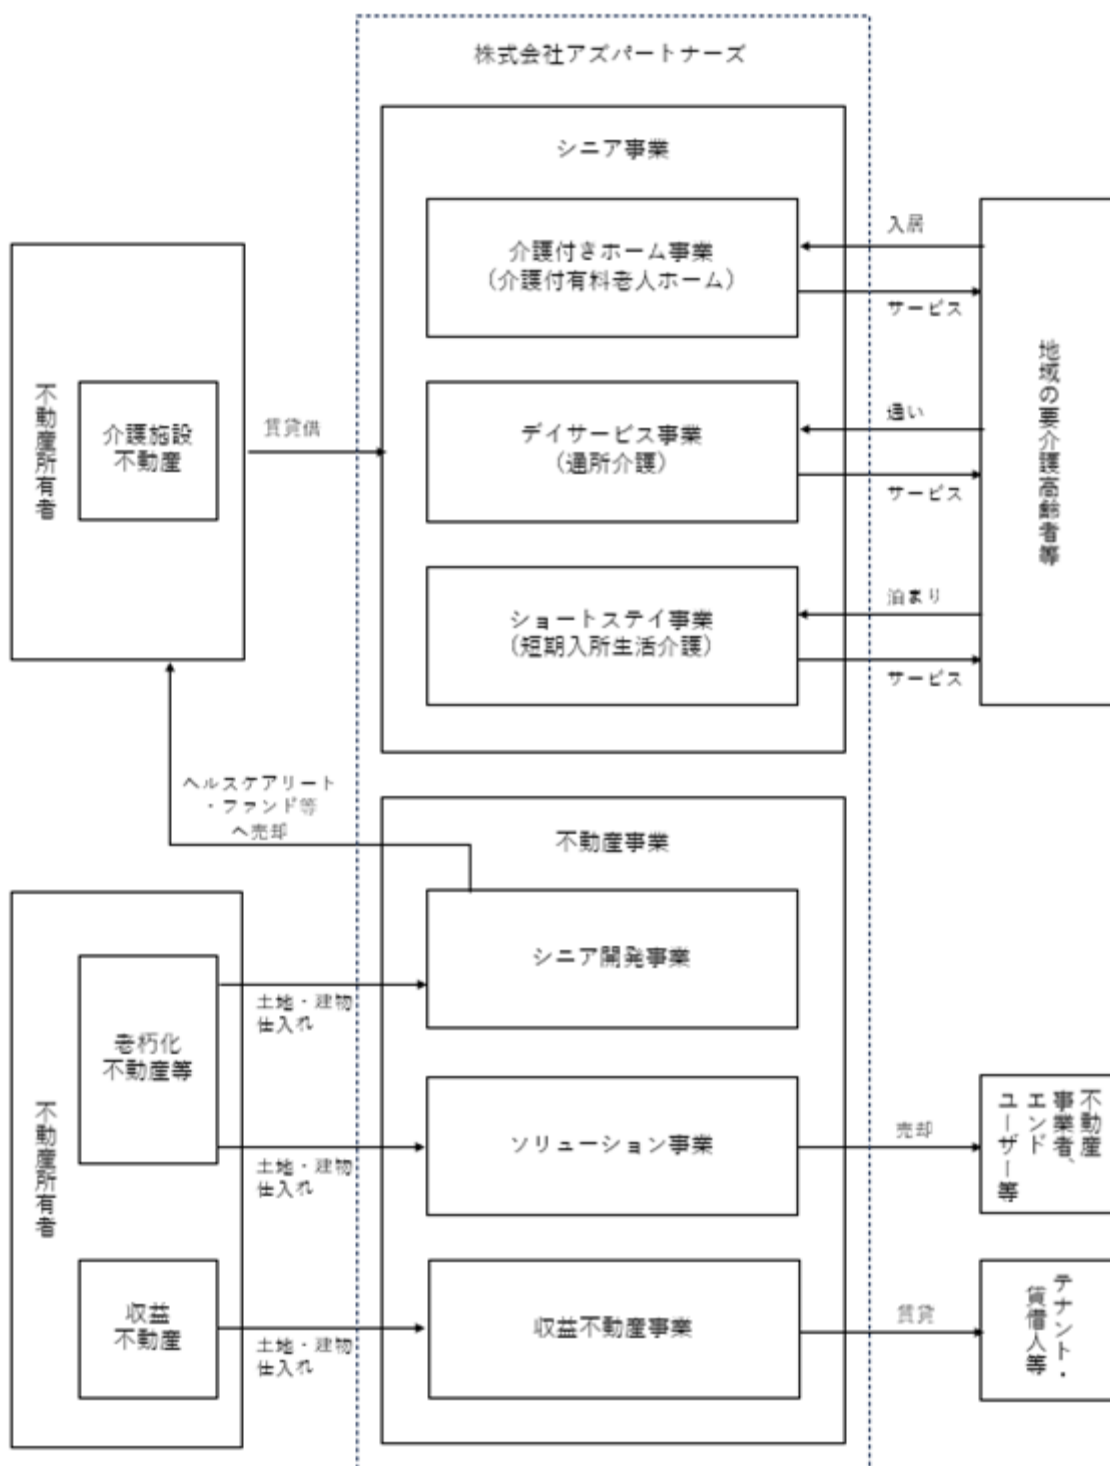 株式会社アズパートナーズ
シニア事業
介護付きホーム事業
(介護付有料老人ホーム)
入居
サービス
デイサービス事業
(通所介護)
通い
サービス
ショートステイ事業
(短期入所生活介護)
泊まり
サービス
地域の要介護高齢者等
不動産所有者
介護施設
不動産
賃貸借
ヘルスケアリート
・ファンド等
へ売却
不動産事業
シニア開発事業
ソリューション事業
収益不動産事業
不動産所有者
老朽化
不動産等
収益
不動産
土地・建物
仕入れ
土地・建物
仕入れ
土地・建物
仕入れ
売却
不動産
事業者、
エンド
ユーザー等
賃貸
テナント・
賃借人等